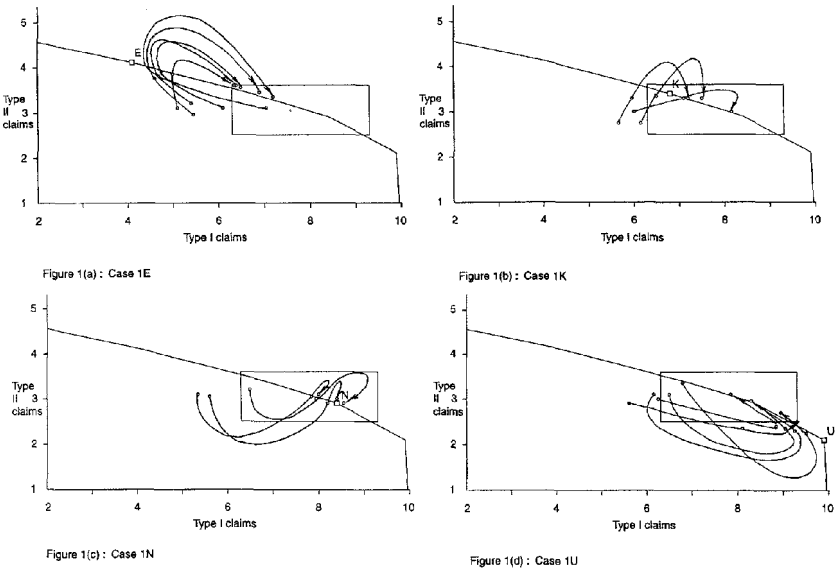 5
E
4
Type
II
claims
3
2
1
2
4
6
8
10
Type I claims
Figure 1(a) : Case 1E
5
4
K
Type
II
claims
3
2
1
2
4
6
8
10
Type I claims
Figure 1(b) : Case 1K
5
4
Type
II
claims
3
N
2
1
2
4
6
8
10
Type I claims
Figure 1(c) : Case 1N
5
4
Type
II
claims
3
U
2
1
2
4
6
8
10
Type I claims
Figure 1(d) : Case 1U